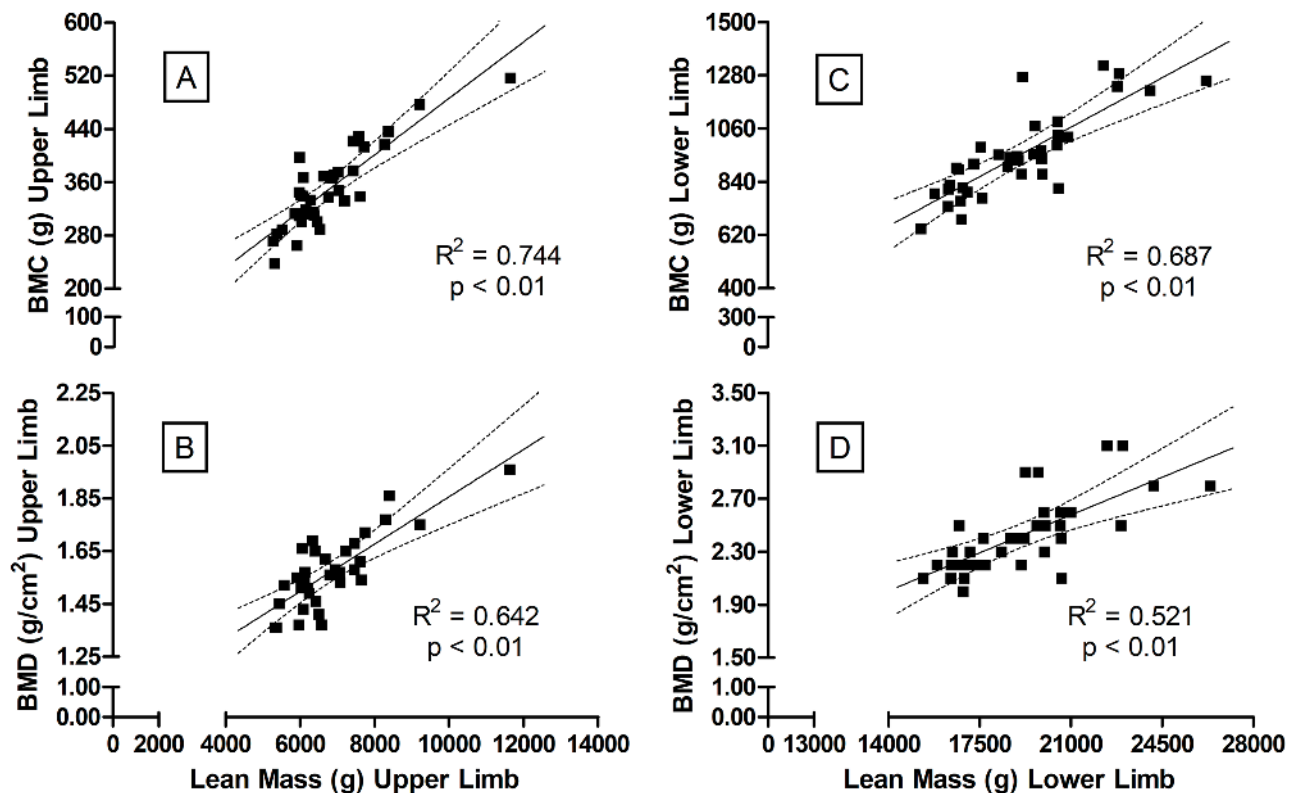 A
BMC (g) Upper Limb
600
520
440
360
280
200
100
0
R² = 0.744
p < 0.01
C
BMC (g) Lower Limb
1500
1280
1060
840
620
400
300
0
R² = 0.687
p < 0.01
B
BMD (g/cm²) Upper Limb
2.25
2.05
1.85
1.65
1.45
1.25
1.00
0.00
R² = 0.642
p < 0.01
0 2000 4000 6000 8000 10000 12000 14000
Lean Mass (g) Upper Limb
D
BMD (g/cm²) Lower Limb
3.50
3.10
2.70
2.30
1.90
1.50
1.00
0.00
R² = 0.521
p < 0.01
0 13000 14000 17500 21000 24500 28000
Lean Mass (g) Lower Limb